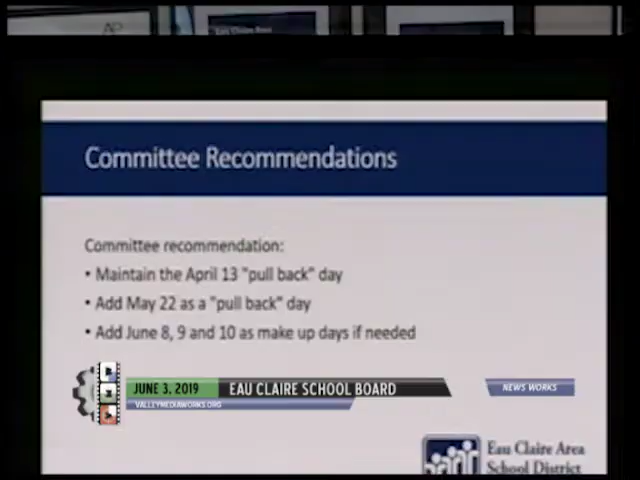 Committee Recommendations
Committee recommendation:
• Maintain the April 13 "pull back" day
• Add May 22 as a "pull back" day
• Add June 8, 9 and 10 as make up days if needed
JUNE 3, 2019
EAU CLAIRE SCHOOL BOARD
NEWS WORKS
VALLEYMEDIAWORKS.ORG
Eau Claire Area
School District